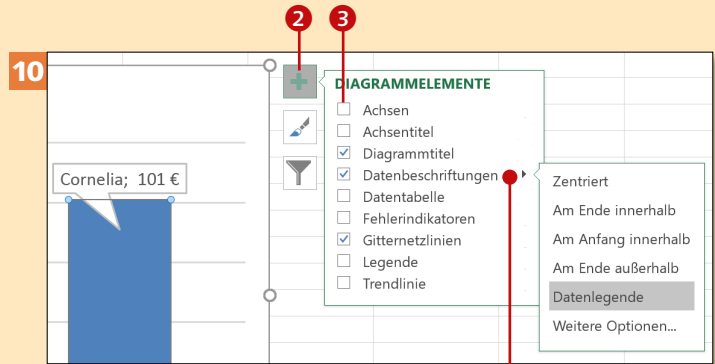 2 3
10
DIAGRAMMELEMENTE
Achsen
Achsentitel
Diagrammtitel
Datenbeschriftungen
Datentabelle
Fehlerindikatoren
Gitternetzlinien
Legende
Trendlinie
Cornelia; 101 €
Zentriert
Am Ende innerhalb
Am Anfang innerhalb
Am Ende außerhalb
Datenlegende
Weitere Optionen...